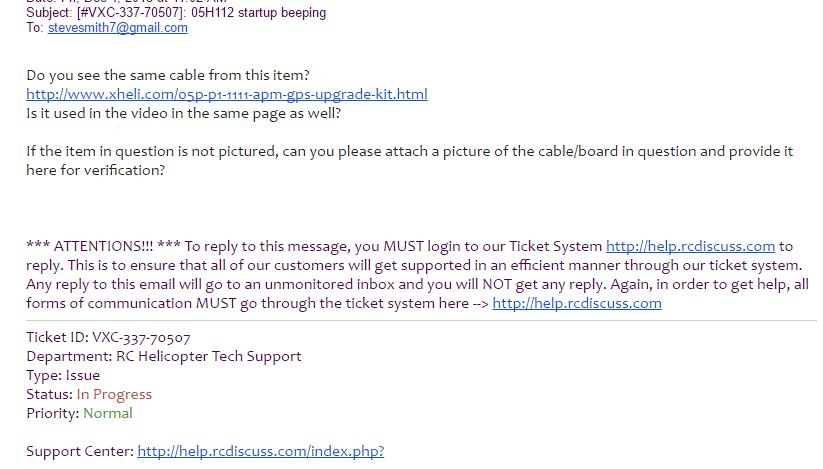 Subject: [#VXC-337-70507]: 05H112 startup beeping
To: stevesmith7@gmail.com
Do you see the same cable from this item?
http://www.xheli.com/05p-p1-1111-apm-gps-upgrade-kit.html
Is it used in the video in the same page as well?
If the item in question is not pictured, can you please attach a picture of the cable/board in question and provide it
here for verification?
*** ATTENTIONS!!! *** To reply to this message, you MUST login to our Ticket System http://help.rcdiscuss.com to
reply. This is to ensure that all of our customers will get supported in an efficient manner through our ticket system.
Any reply to this email will go to an unmonitored inbox and you will NOT get any reply. Again, in order to get help, all
forms of communication MUST go through the ticket system here --> http://help.rcdiscuss.com
Ticket ID: VXC-337-70507
Department: RC Helicopter Tech Support
Type: Issue
Status: In Progress
Priority: Normal
Support Center: http://help.rcdiscuss.com/index.php?